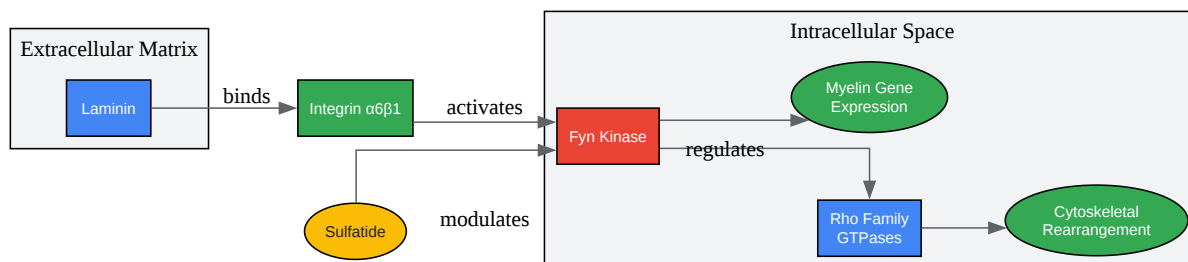 Extracellular Matrix
Laminin
binds
Integrin α6β1
activates
Sulfatide
modulates
Intracellular Space
Fyn Kinase
Myelin Gene
Expression
regulates
Rho Family
GTPases
Cytoskeletal
Rearrangement